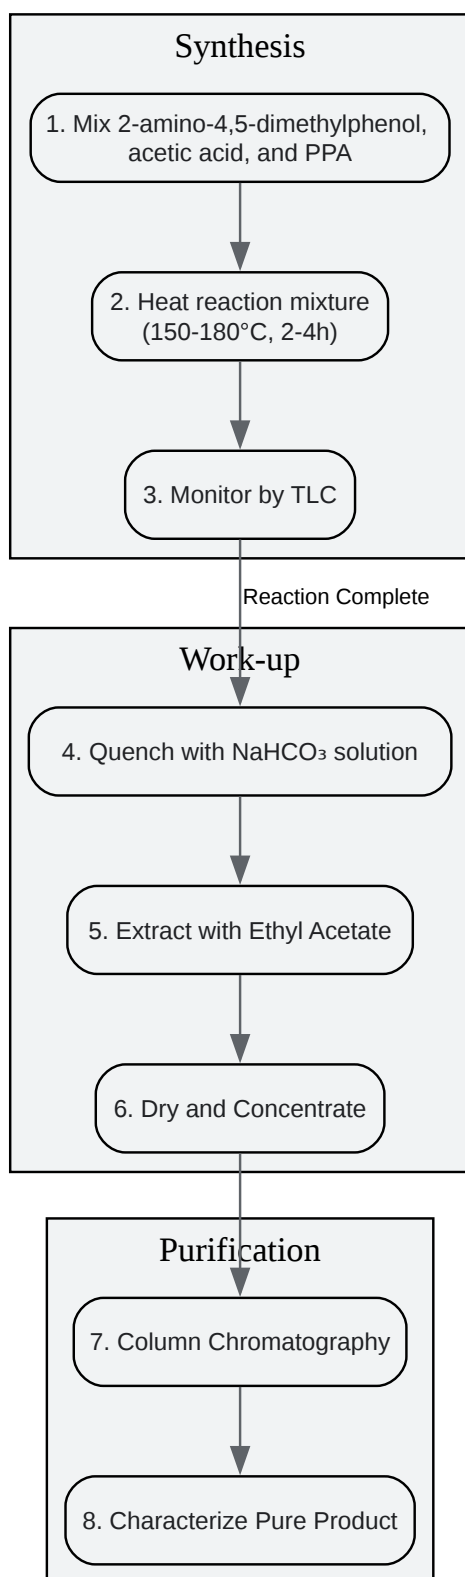 Synthesis
1. Mix 2-amino-4,5-dimethylphenol,
acetic acid, and PPA
2. Heat reaction mixture
(150-180°C, 2-4h)
3. Monitor by TLC
Reaction Complete
Work-up
4. Quench with NaHCO₃ solution
5. Extract with Ethyl Acetate
6. Dry and Concentrate
Purification
7. Column Chromatography
8. Characterize Pure Product